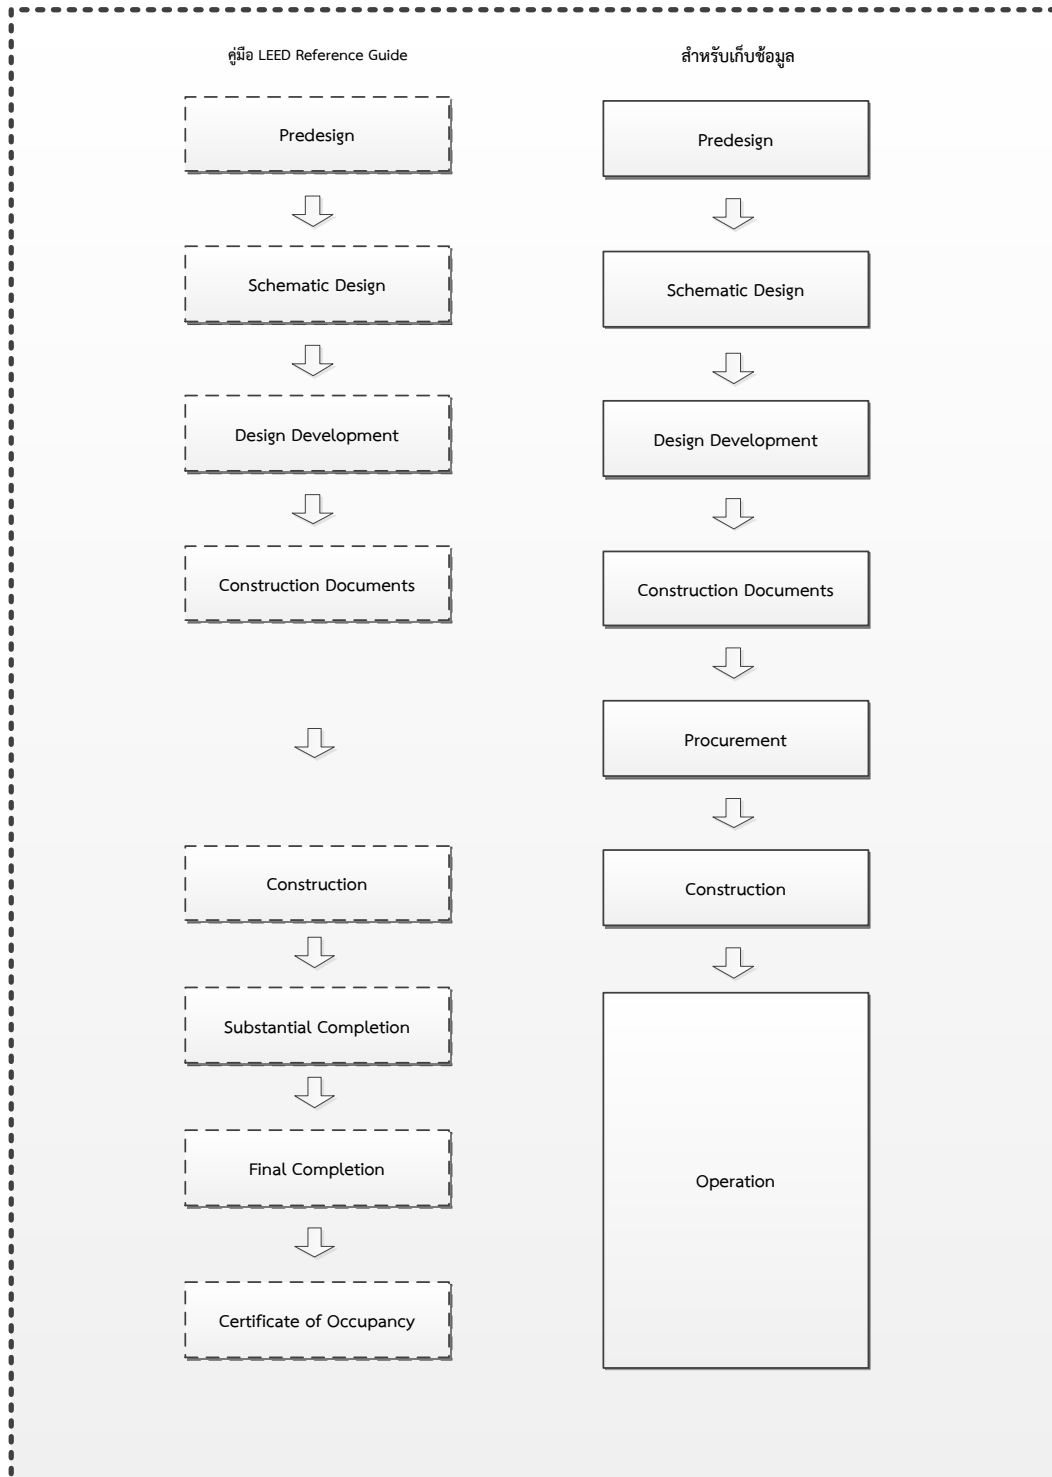 คู่มือ LEED Reference Guide
สำหรับเก็บข้อมูล
Predesign
Predesign
Schematic Design
Schematic Design
Design Development
Design Development
Construction Documents
Construction Documents
Procurement
Construction
Construction
Substantial Completion
Final Completion
Operation
Certificate of Occupancy